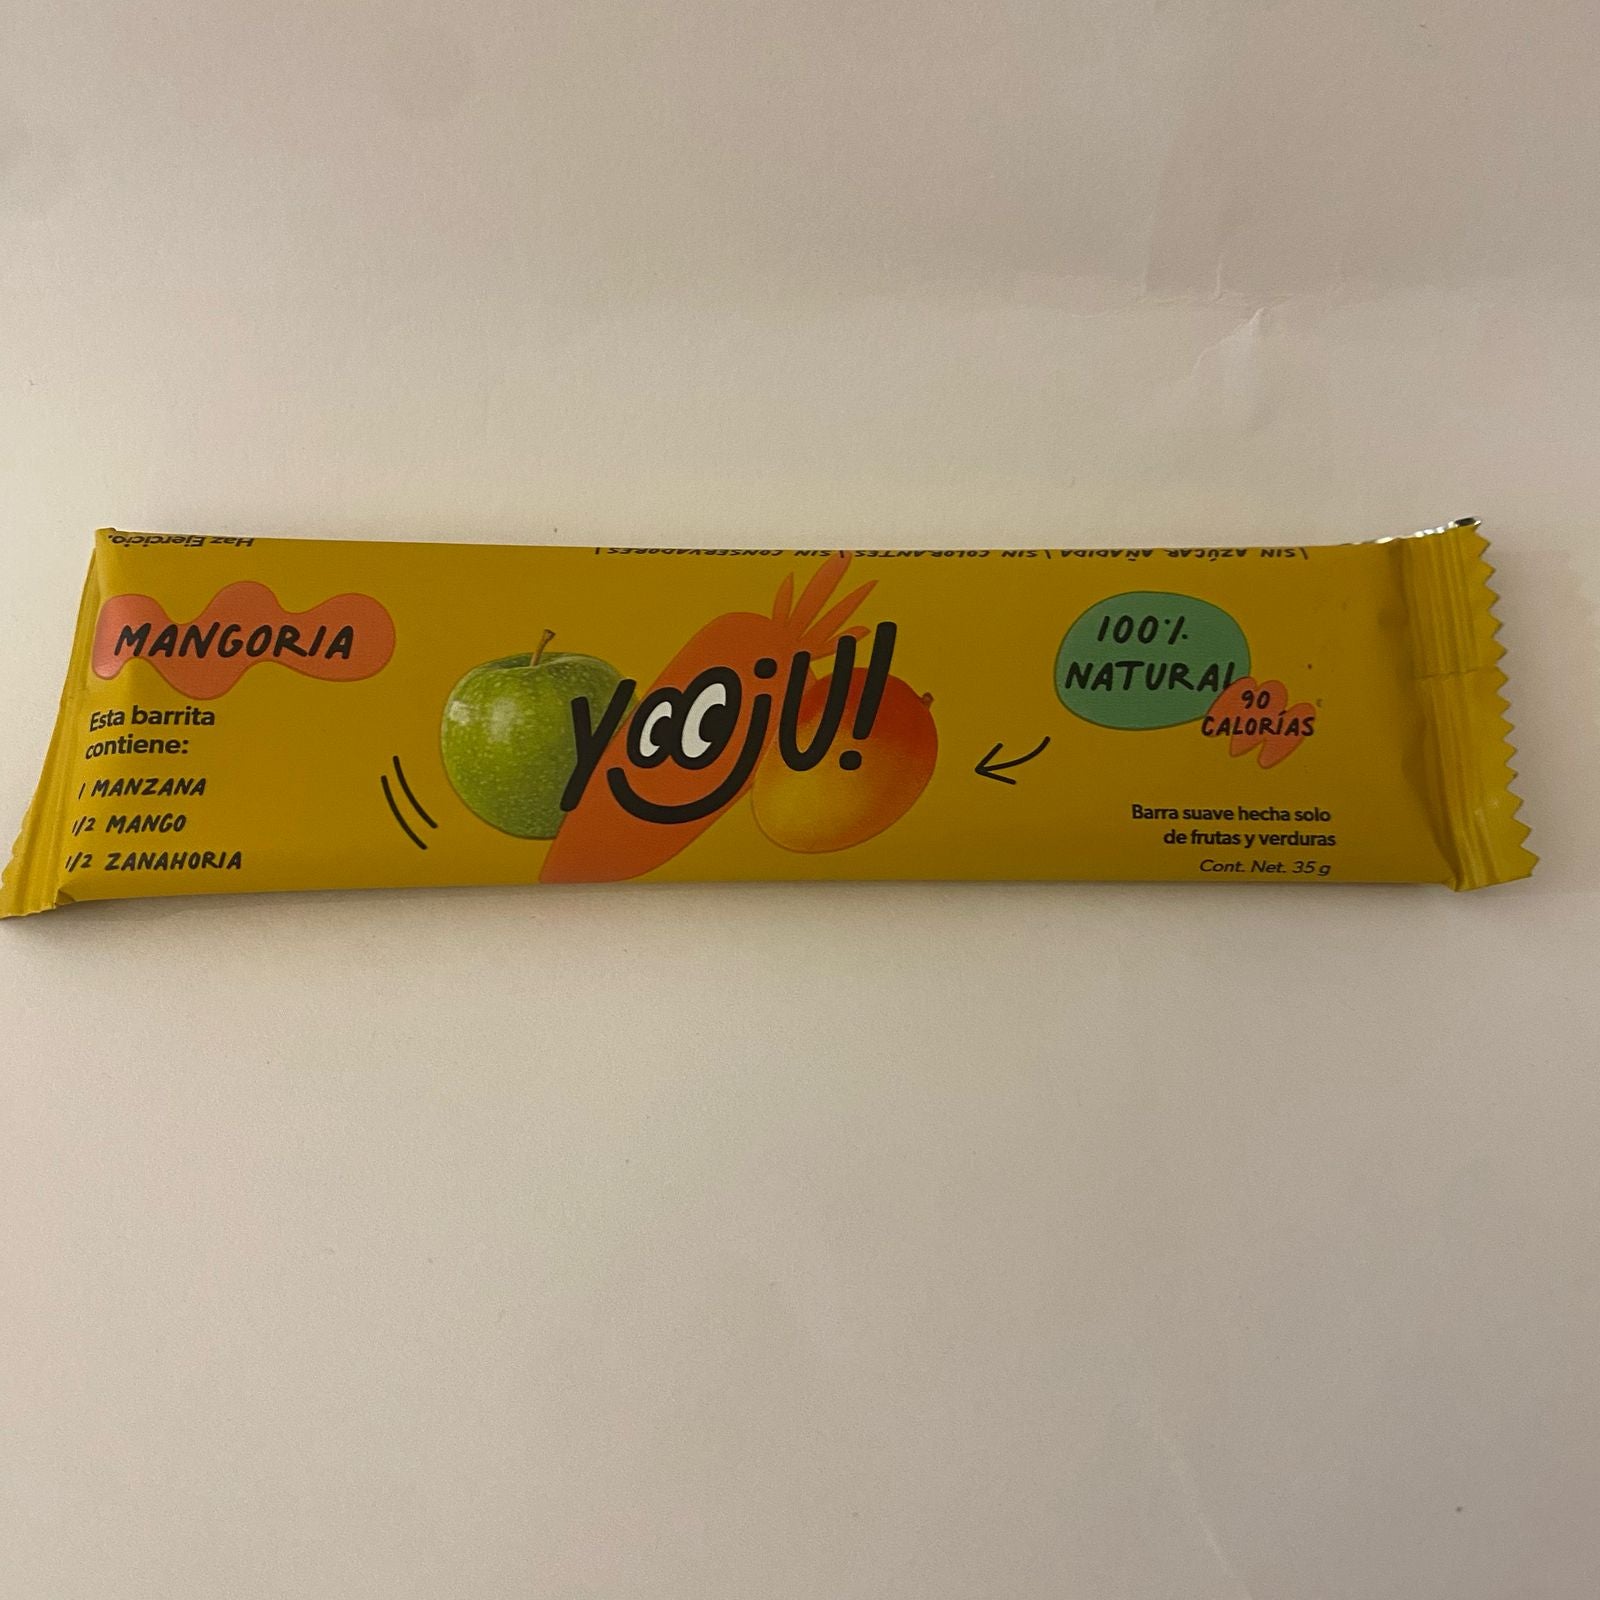 Haz Ejercicio.
\ SIN AZÚCAR AÑADIDA \ SIN COLORANTES \ SIN CONSERVADORES \
MANGORIA
Esta barrita
contiene:
1 MANZANA
1/2 MANGO
1/2 ZANAHORIA
yooju!
100%
NATURAL
90
CALORÍAS
Barra suave hecha solo
de frutas y verduras
Cont. Net. 35 g